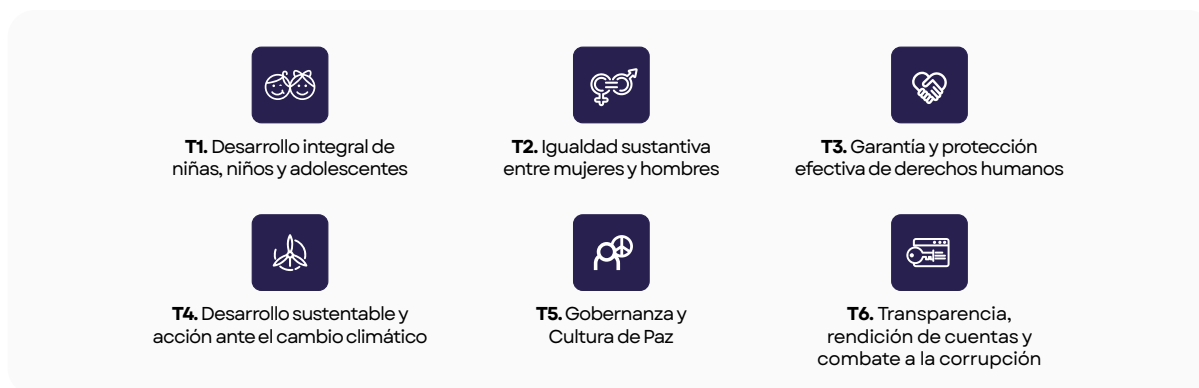 T1. Desarrollo integral de
niñas, niños y adolescentes
T2. Igualdad sustantiva
entre mujeres y hombres
T3. Garantía y protección
efectiva de derechos humanos
T4. Desarrollo sustentable y
acción ante el cambio climático
T5. Gobernanza y
Cultura de Paz
T6. Transparencia,
rendición de cuentas y
combate a la corrupción